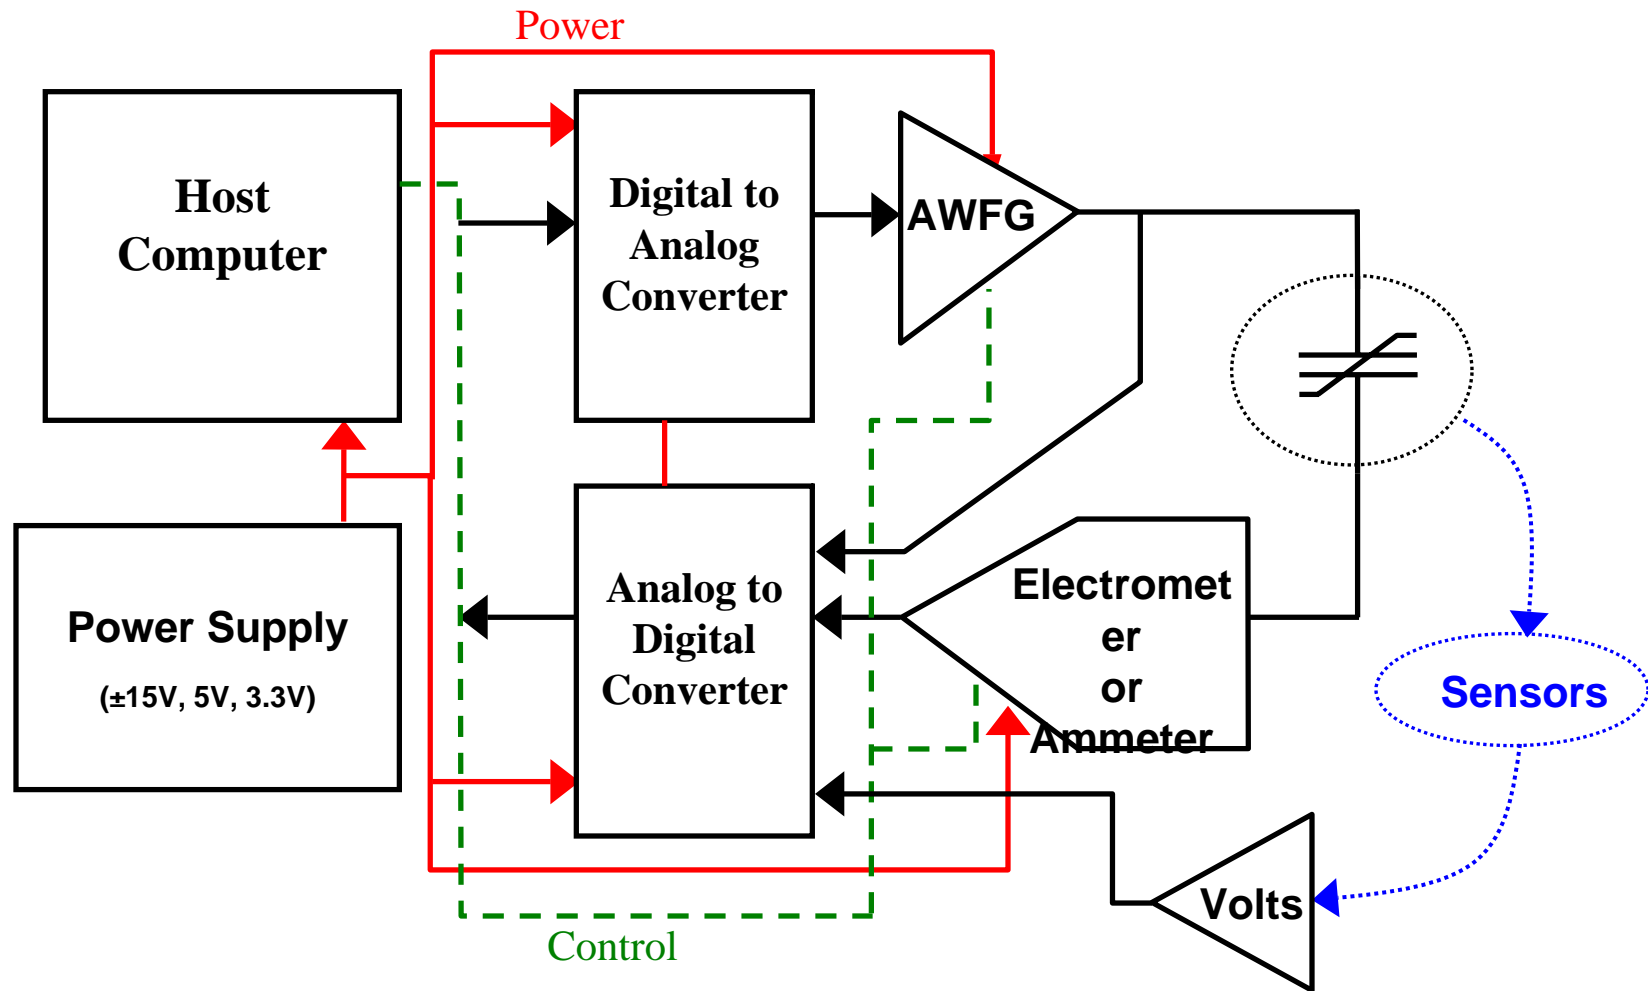 Power
Host
Computer
Digital to
Analog
Converter
AWFG
Power Supply
(±15V, 5V, 3.3V)
Analog to
Digital
Converter
Electromet
er
or
Ammeter
Sensors
Volts
Control